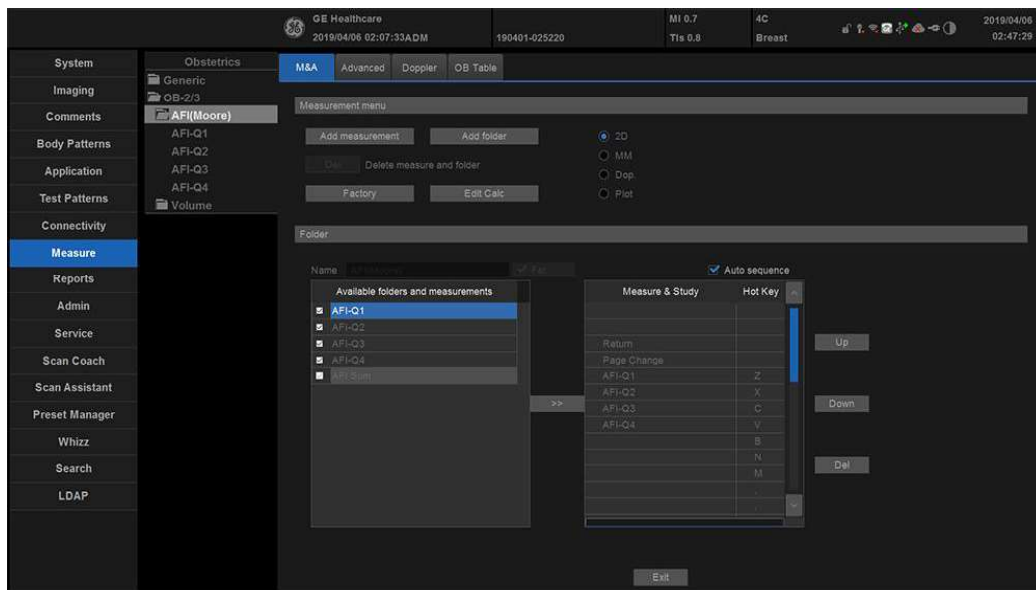 GE Healthcare
2019/04/06 02:07:33ADM
190401-025220
MI 0.7
TIs 0.8
4C
Breast
2019/04/06
02:47:29
System
Imaging
Comments
Body Patterns
Application
Test Patterns
Connectivity
Measure
Reports
Admin
Service
Scan Coach
Scan Assistant
Preset Manager
Whizz
Search
LDAP
Obstetrics
Generic
OB-2/3
AFI(Moore)
AFI-Q1
AFI-Q2
AFI-Q3
AFI-Q4
Volume
M&A Advanced Doppler OB Table
Measurement menu
Add measurement Add folder
Del Delete measure and folder
Factory Edit Calc
2D
MM
Dop.
Plot
Folder
Name AFI(Moore) Fac
Auto sequence
Available folders and measurements
AFI-Q1
AFI-Q2
AFI-Q3
AFI-Q4
AFI Sum
>>
Measure & Study Hot Key
Return
Page Change
AFI-Q1 Z
AFI-Q2 X
AFI-Q3 C
AFI-Q4 V
B
N
M
,
.
Up
Down
Del
Exit